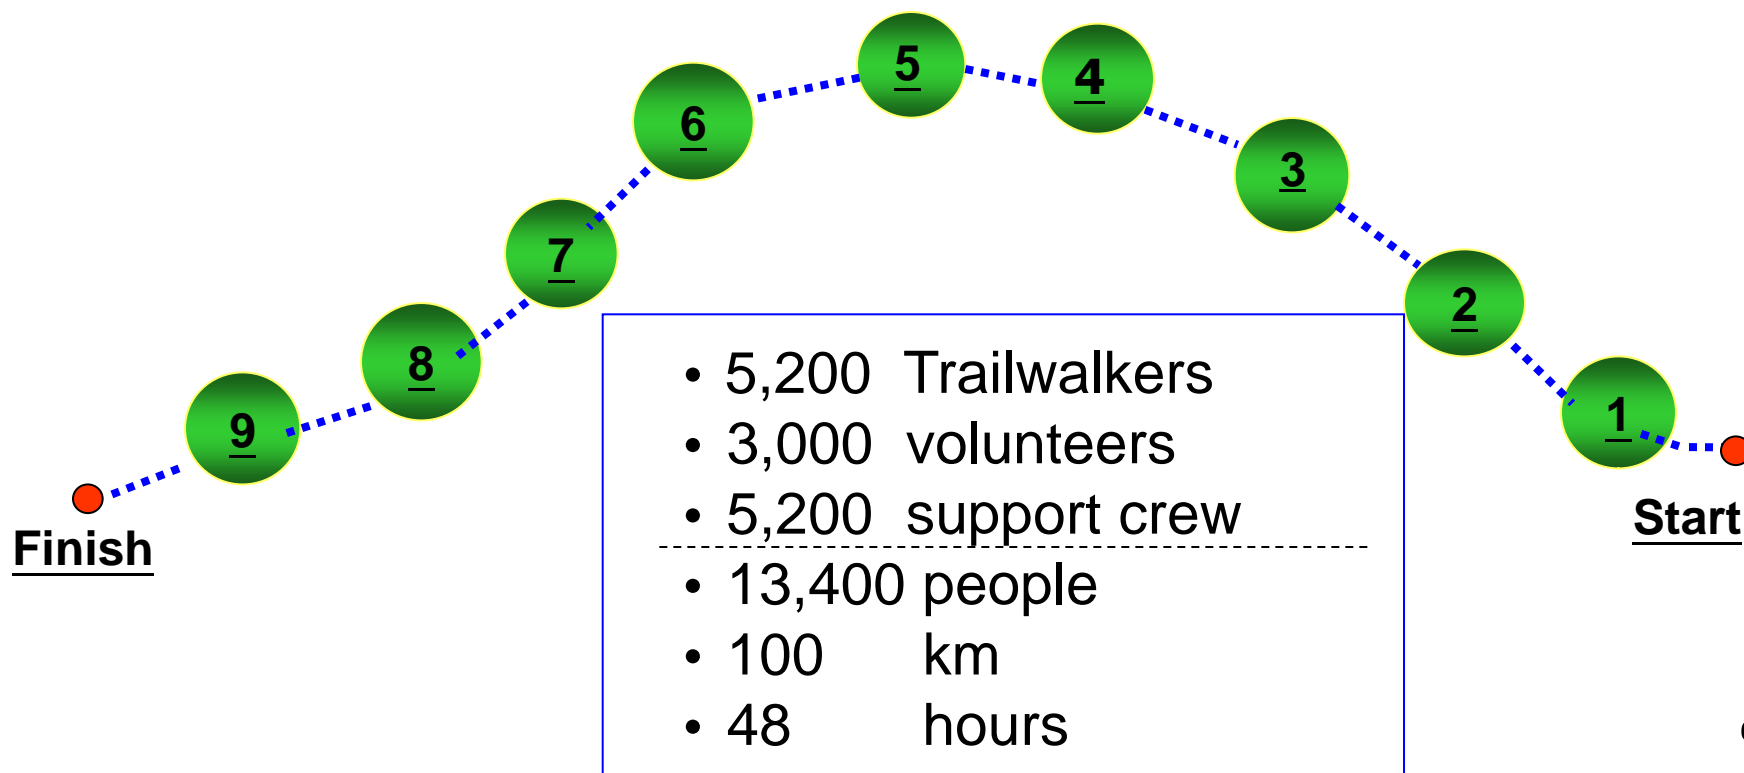 5
4
6
3
7
2
8
1
9
Start
Finish
• 5,200 Trailwalkers
• 3,000 volunteers
• 5,200 support crew
• 13,400 people
• 100 km
• 48 hours